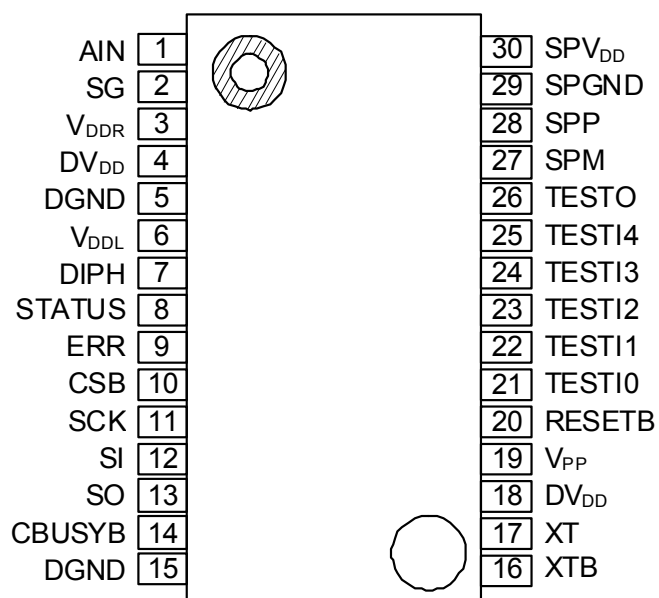 AIN 1 30 SPVDD
SG 2 29 SPGND
VDDR 3 28 SPP
DVDD 4 27 SPM
DGND 5 26 TESTO
VDDL 6 25 TESTI4
DIPH 7 24 TESTI3
STATUS 8 23 TESTI2
ERR 9 22 TESTI1
CSB 10 21 TESTI0
SCK 11 20 RESETB
SI 12 19 VPP
SO 13 18 DVDD
CBUSYB 14 17 XT
DGND 15 16 XTB